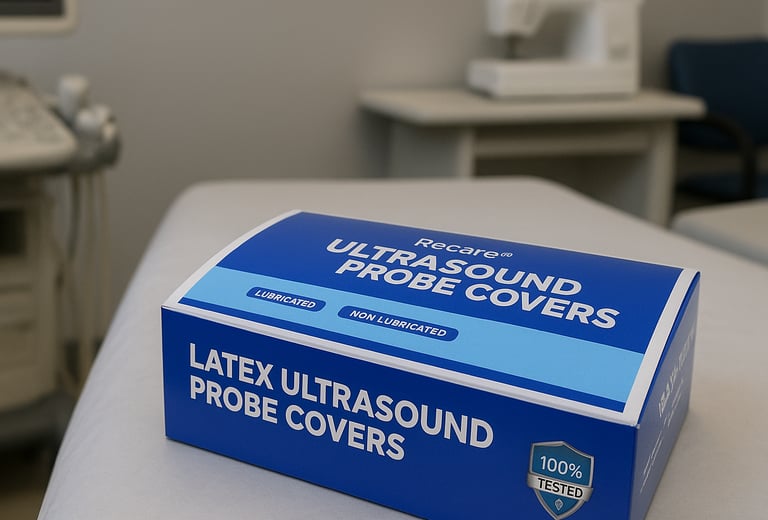 Recare
ULTRASOUND
PROBE COVERS
LUBRICATED
NON LUBRICATED
LATEX ULTRASOUND
PROBE COVERS
100%
TESTED